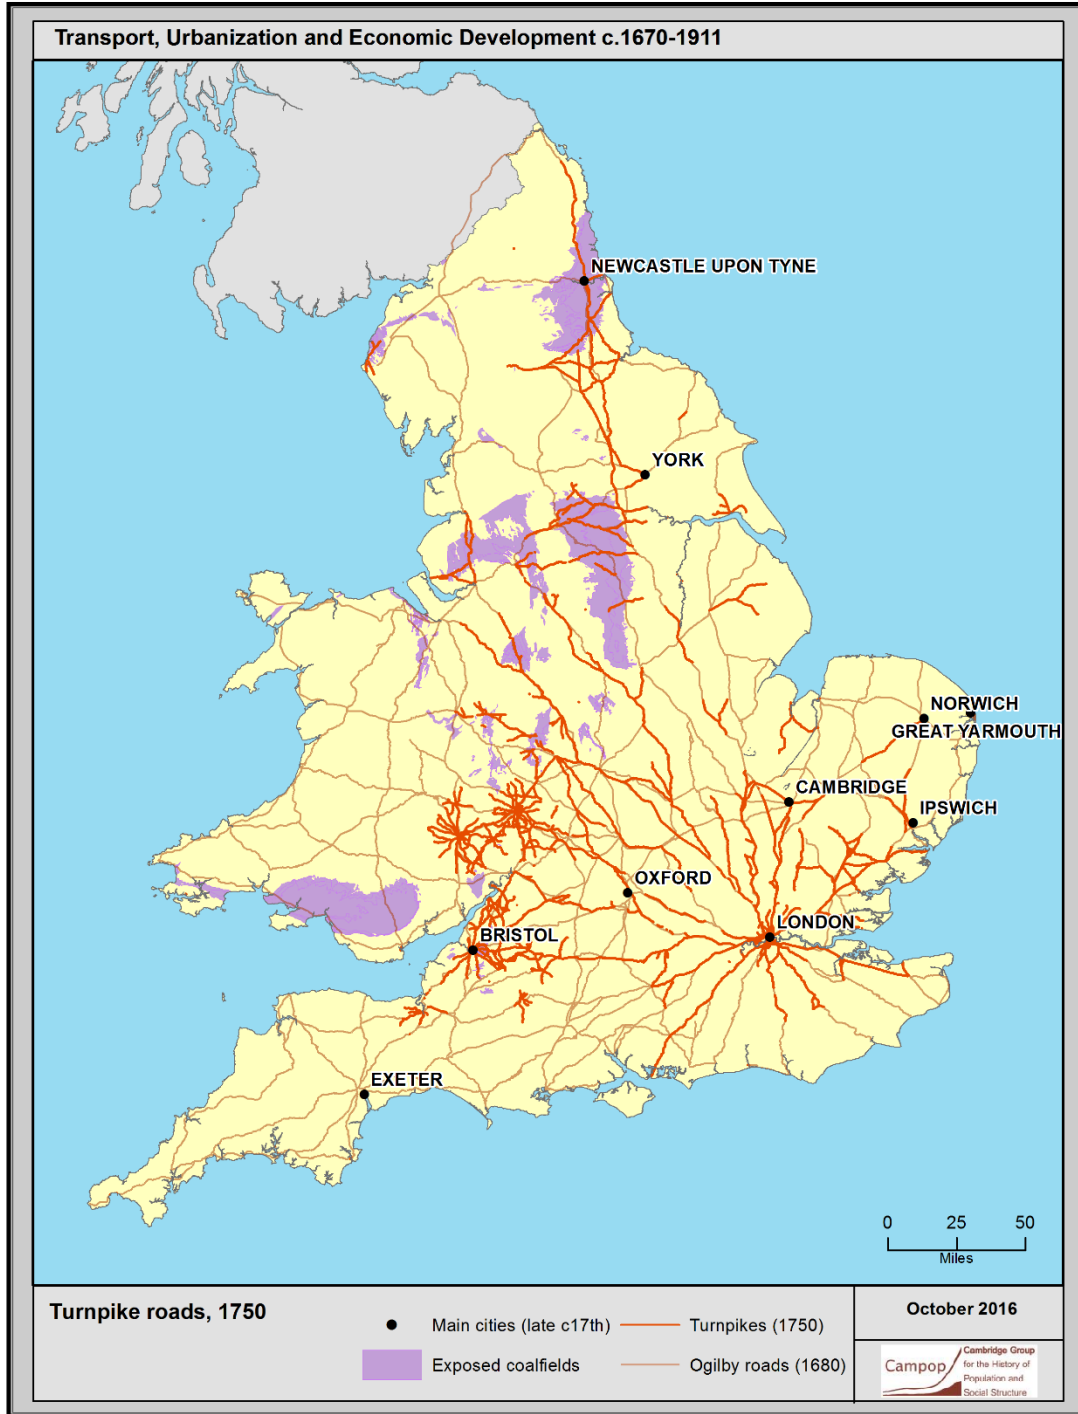 Transport, Urbanization and Economic Development c.1670-1911
NEWCASTLE UPON TYNE
YORK
NORWICH
GREAT YARMOUTH
CAMBRIDGE
IPSWICH
OXFORD
LONDON
BRISTOL
EXETER
0 25 50
Miles
Turnpike roads, 1750
Main cities (late c17th)
Turnpikes (1750)
Exposed coalfields
Ogilby roads (1680)
October 2016
Campop
Cambridge Group
for the History of
Population and
Social Structure